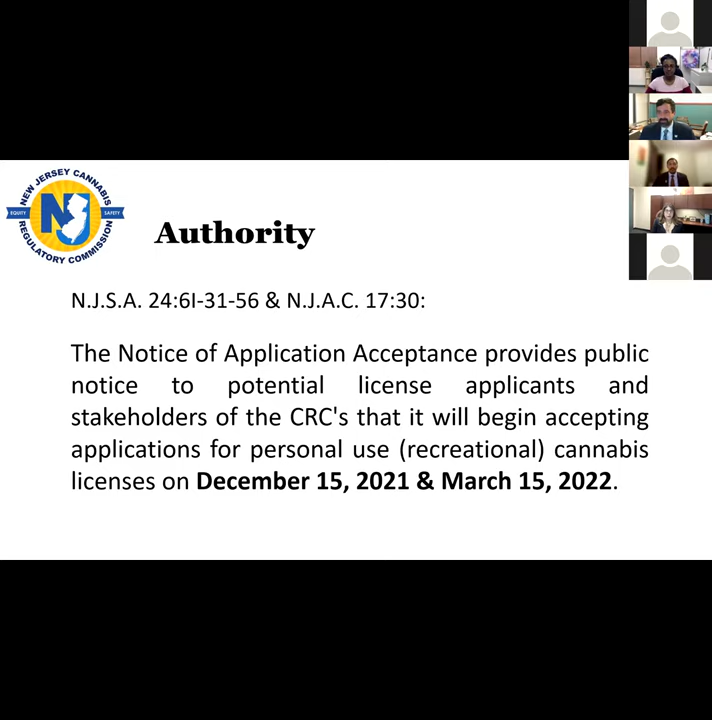 NEW JERSEY CANNABIS
EQUITY
SAFETY
NJ
REGULATORY COMMISSION
Authority
N.J.S.A. 24:6I-31-56 & N.J.A.C. 17:30:
The Notice of Application Acceptance provides public
notice to potential license applicants and
stakeholders of the CRC's that it will begin accepting
applications for personal use (recreational) cannabis
licenses on December 15, 2021 & March 15, 2022.